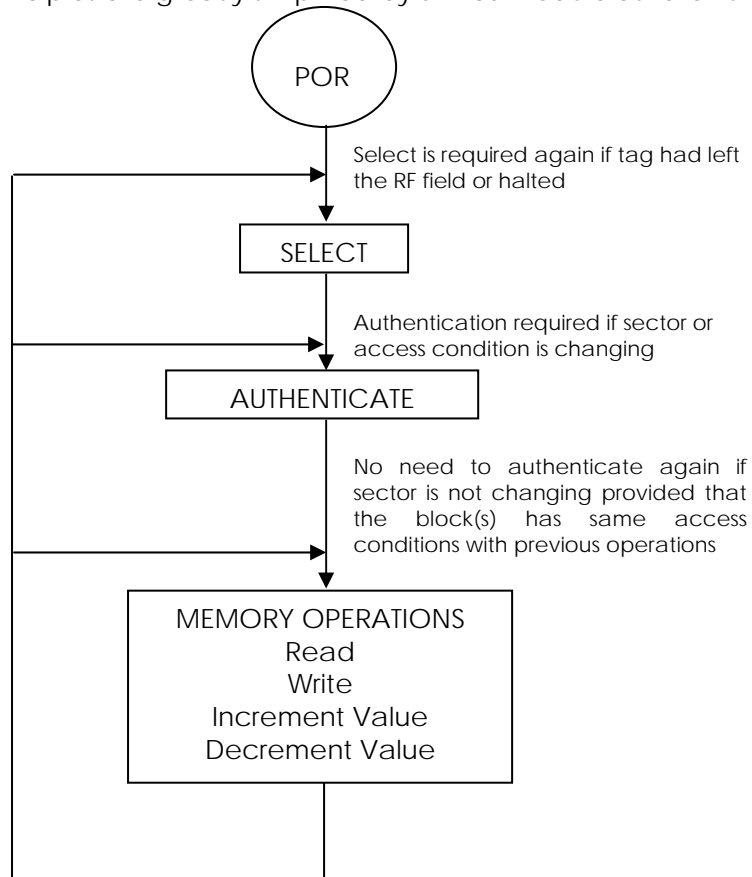 POR
Select is required again if tag had left
the RF field or halted
SELECT
Authentication required if sector or
access condition is changing
AUTHENTICATE
No need to authenticate again if
sector is not changing provided that
the block(s) has same access
conditions with previous operations
MEMORY OPERATIONS
Read
Write
Increment Value
Decrement Value